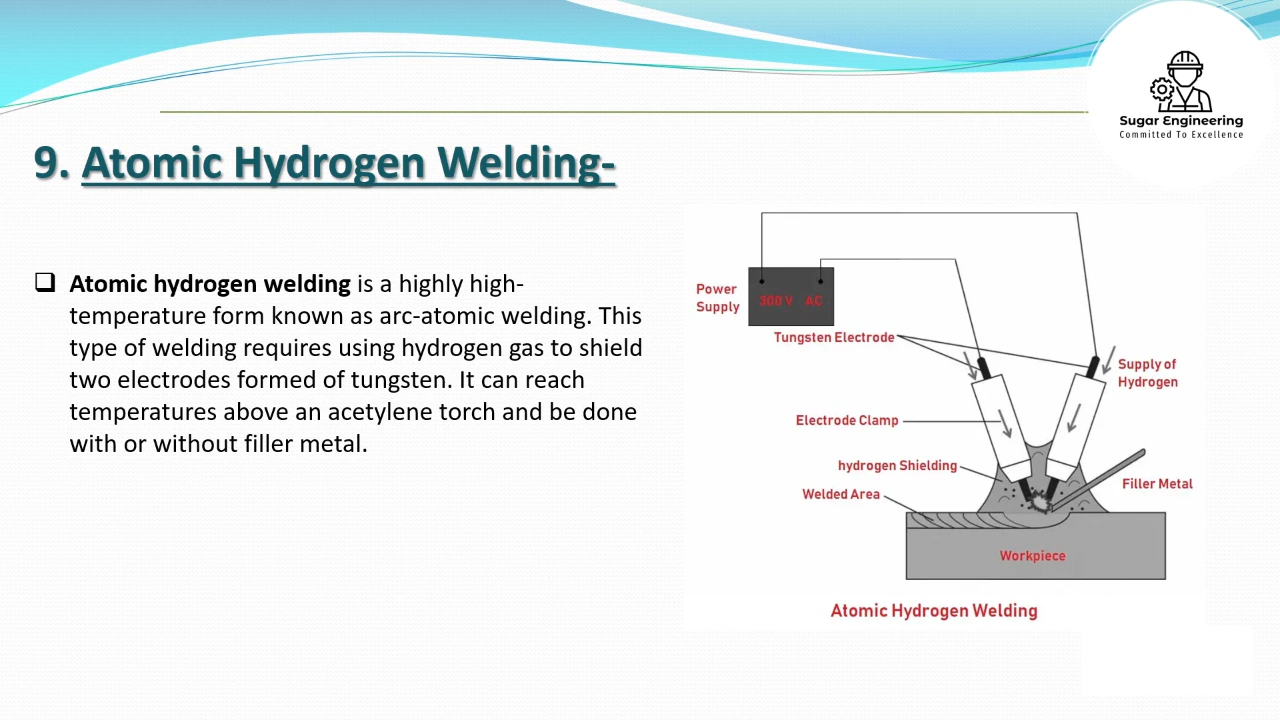 Sugar Engineering
Committed To Excellence
9. Atomic Hydrogen Welding-
❑ Atomic hydrogen welding is a highly high-
temperature form known as arc-atomic welding. This
type of welding requires using hydrogen gas to shield
two electrodes formed of tungsten. It can reach
temperatures above an acetylene torch and be done
with or without filler metal.
Power
Supply
300 V AC
Tungsten Electrode
Supply of
Hydrogen
Electrode Clamp
hydrogen Shielding
Filler Metal
Welded Area
Workpiece
Atomic Hydrogen Welding